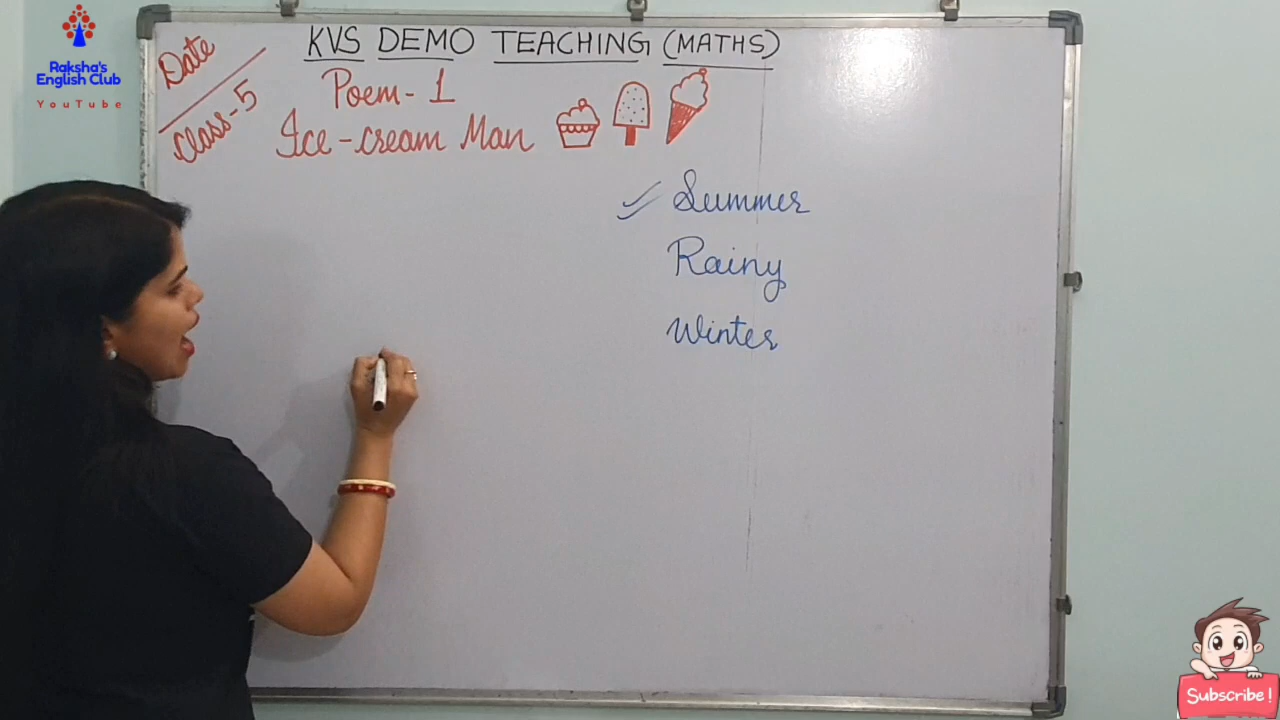 Raksha's
English Club
YouTube
Date
Class-5
KVS DEMO TEACHING (MATHS)
Poem-1
Ice-cream Man
Summer
Rainy
Winter
Subscribe!